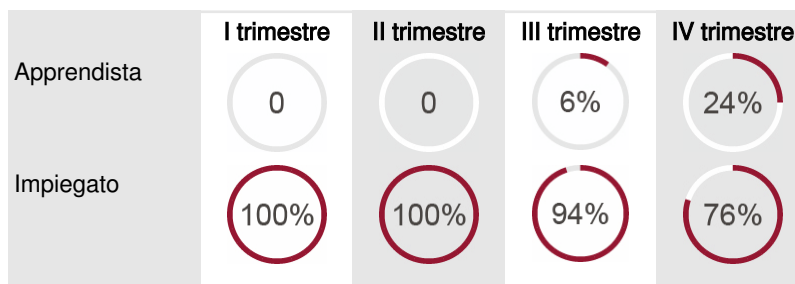 I trimestre II trimestre III trimestre IV trimestre
Apprendista 0 0 6% 24%
Impiegato 100% 100% 94% 76%